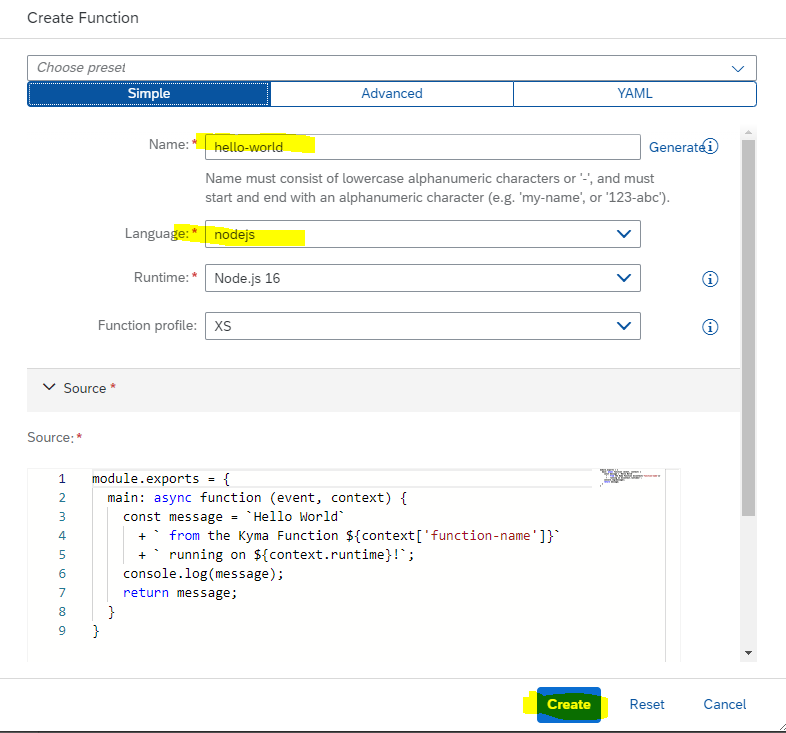 Create Function
Choose preset
Simple Advanced YAML
Name:* hello-world Generate
Name must consist of lowercase alphanumeric characters or '-', and must
start and end with an alphanumeric character (e.g. 'my-name', or '123-abc').
Language:* nodejs
Runtime:* Node.js 16
Function profile: XS
Source *
Source:*
1 module.exports = {
2 main: async function (event, context) {
3 const message = `Hello World`
4 + ` from the Kyma Function ${context['function-name']}`
5 + ` running on ${context.runtime}!`;
6 console.log(message);
7 return message;
8 }
9 }
Create Reset Cancel